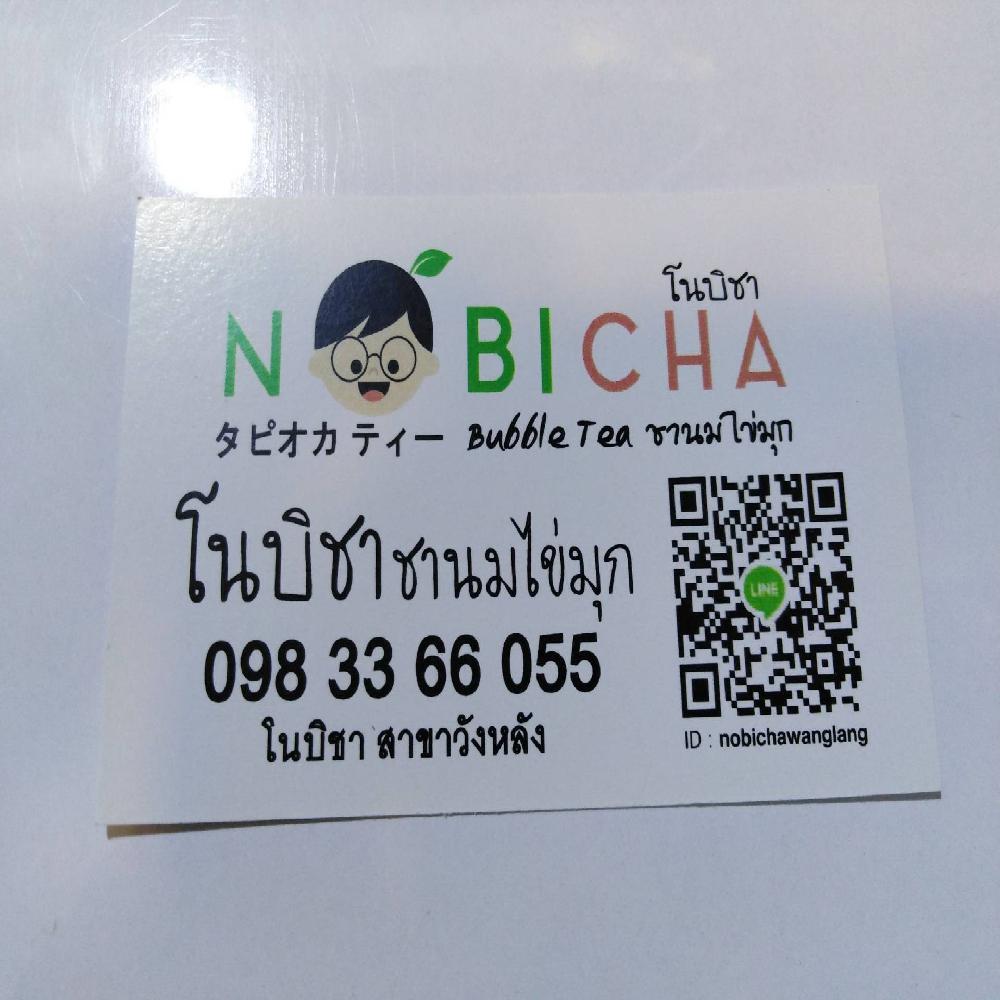 โนบิชา
NOBICHA
タピオカ ティー Bubble Tea ชานมไข่มุก
โนบิชาชานมไข่มุก
098 33 66 055
โนบิชา สาขาวังหลัง
LINE
ID : nobichawanglang